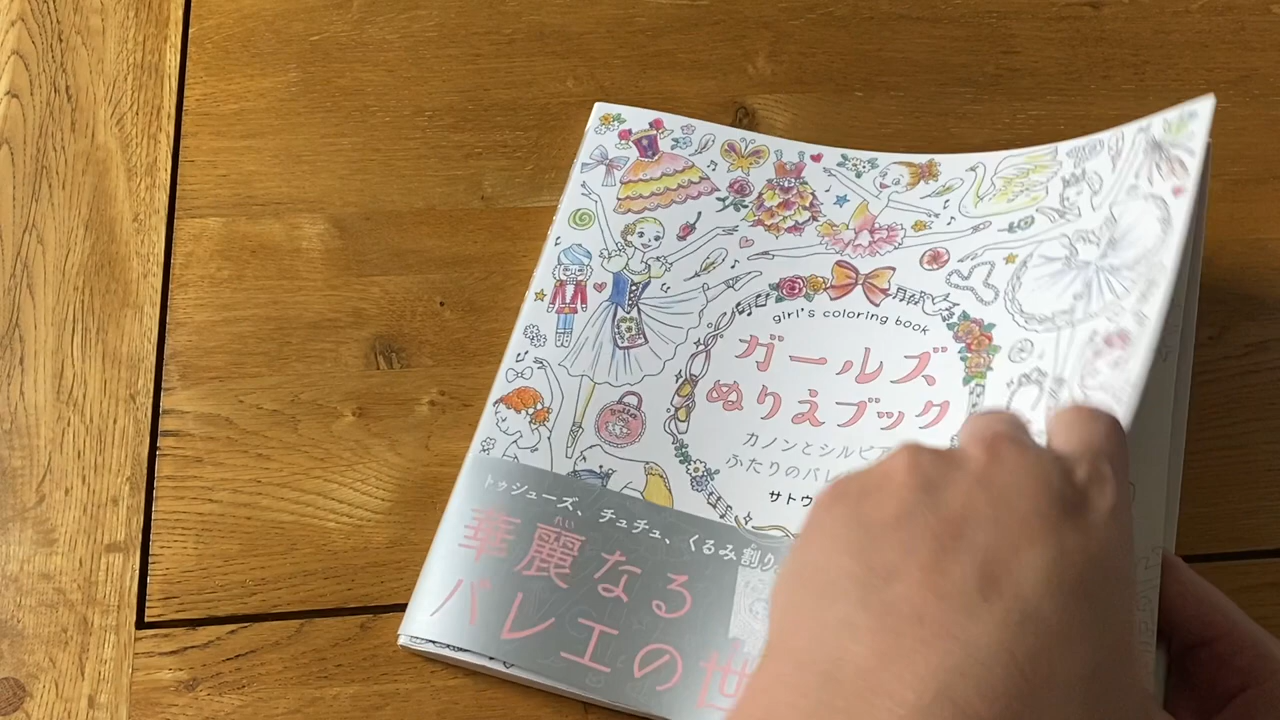 girl's coloring book
ガールズ
ぬりえブック
カノンとシルビア
ふたりのバレ
サトウ
トゥシューズ、チュチュ、くるみ割り
華麗なる
かれい
バレエの世